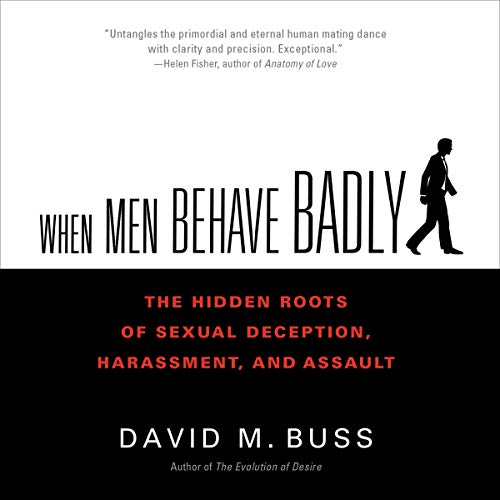 "Untangles the primordial and eternal human mating dance
with clarity and precision. Exceptional."
—Helen Fisher, author of Anatomy of Love
WHEN MEN BEHAVE BADLY
THE HIDDEN ROOTS
OF SEXUAL DECEPTION,
HARASSMENT, AND ASSAULT
DAVID M. BUSS
Author of The Evolution of Desire